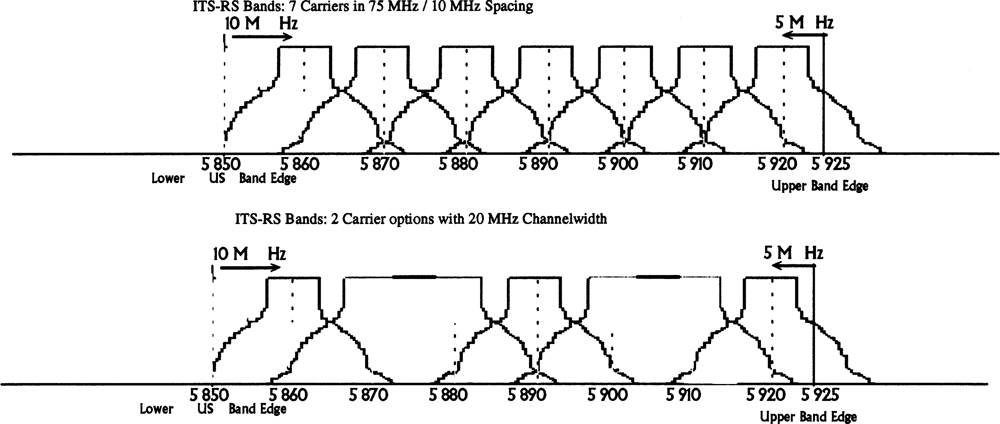 ITS-RS Bands: 7 Carriers in 75 MHz / 10 MHz Spacing
10 M Hz 5 M Hz
5 850 5 860 5 870 5 880 5 890 5 900 5 910 5 920 5 925
Lower US Band Edge
Upper Band Edge
ITS-RS Bands: 2 Carrier options with 20 MHz Channelwidth
10 M Hz 5 M Hz
5 850 5 860 5 870 5 880 5 890 5 900 5 910 5 920 5 925
Lower US Band Edge
Upper Band Edge